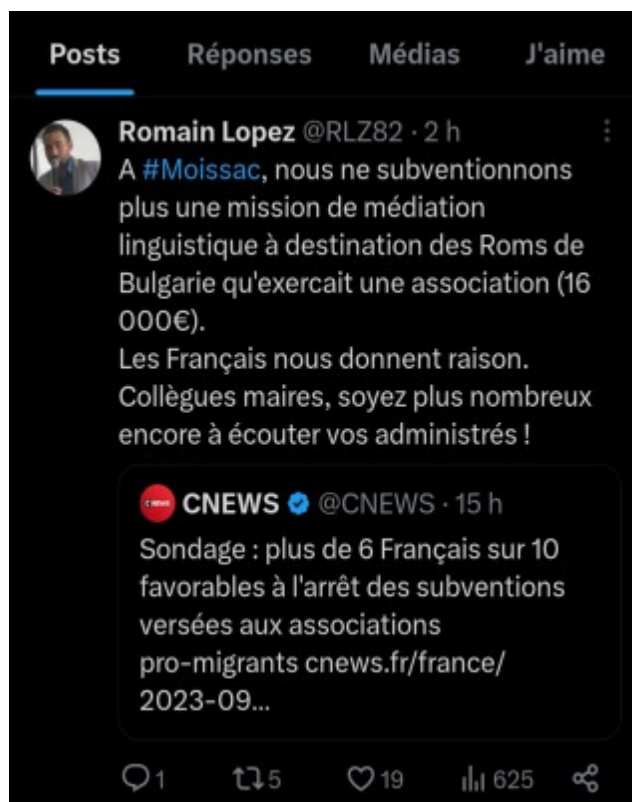 Posts Réponses Médias J'aime
Romain Lopez @RLZ82 · 2 h
A #Moissac, nous ne subventionnons
plus une mission de médiation
linguistique à destination des Roms de
Bulgarie qu'exercait une association (16
000€).
Les Français nous donnent raison.
Collègues maires, soyez plus nombreux
encore à écouter vos administrés !
CNEWS
CNEWS @CNEWS · 15 h
Sondage : plus de 6 Français sur 10
favorables à l'arrêt des subventions
versées aux associations
pro-migrants cnews.fr/france/
2023-09...
1 5 19 625